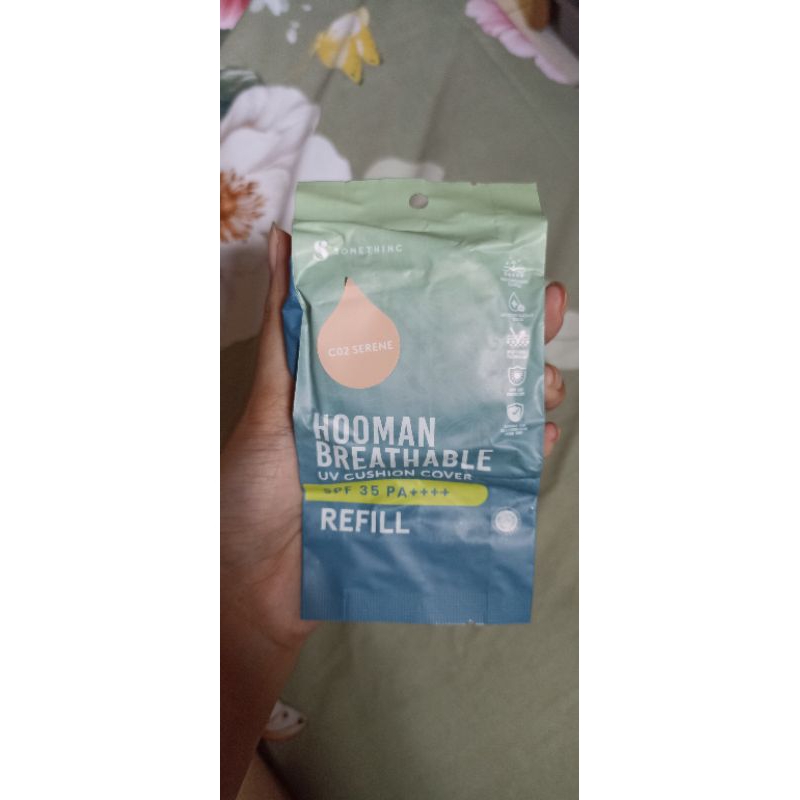 SOMETHINC
C02 SERENE
HOOMAN
BREATHABLE
UV CUSHION COVER
SPF 35 PA++++
REFILL